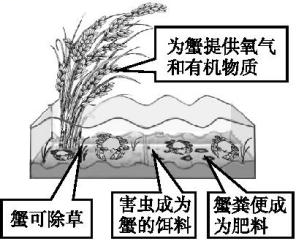 为蟹提供氧气
和有机物质
蟹可除草
害虫成为
蟹的饵料
蟹粪便成
为肥料